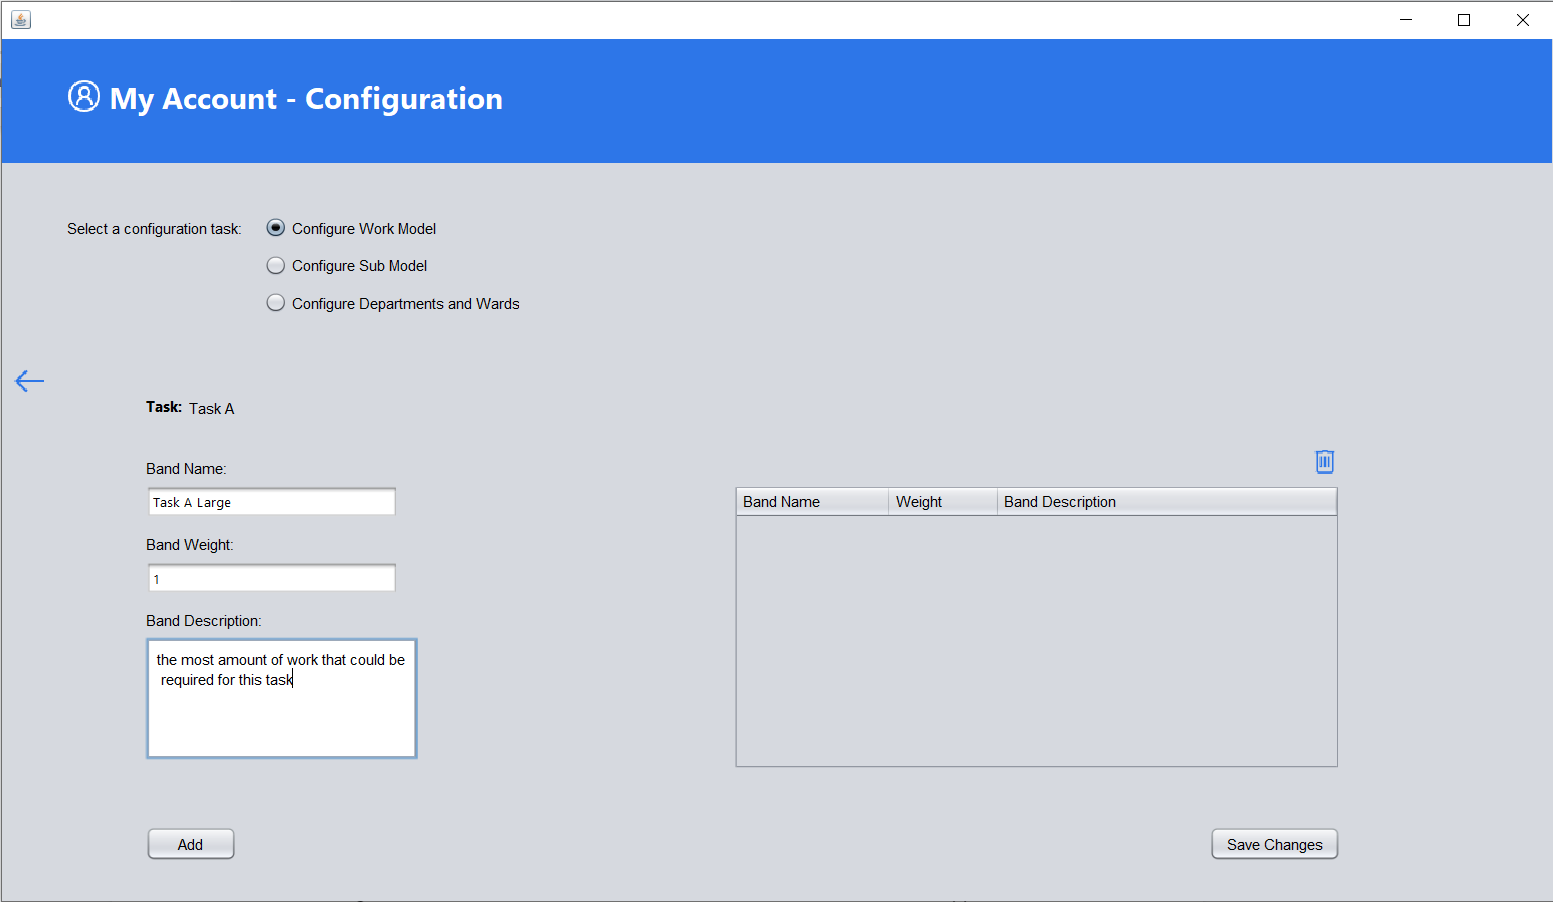 My Account - Configuration
Select a configuration task:
Configure Work Model
Configure Sub Model
Configure Departments and Wards
Task: Task A
Band Name:
Task A Large
Band Weight:
1
Band Description:
the most amount of work that could be
required for this task
Add
Band Name Weight Band Description
Save Changes